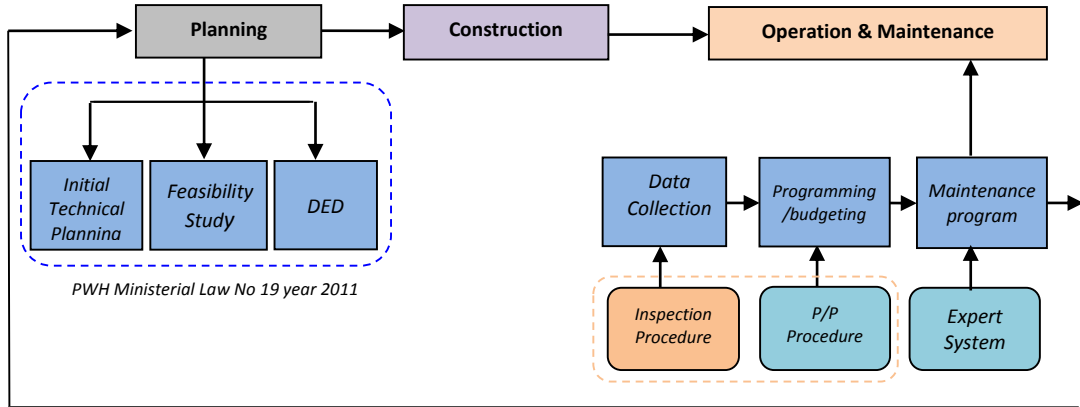 Planning
Construction
Operation & Maintenance
Initial
Technical
Plannina
Feasibility
Study
DED
Data
Collection
Programming
/budgeting
Maintenance
program
PWH Ministerial Law No 19 year 2011
Inspection
Procedure
P/P
Procedure
Expert
System